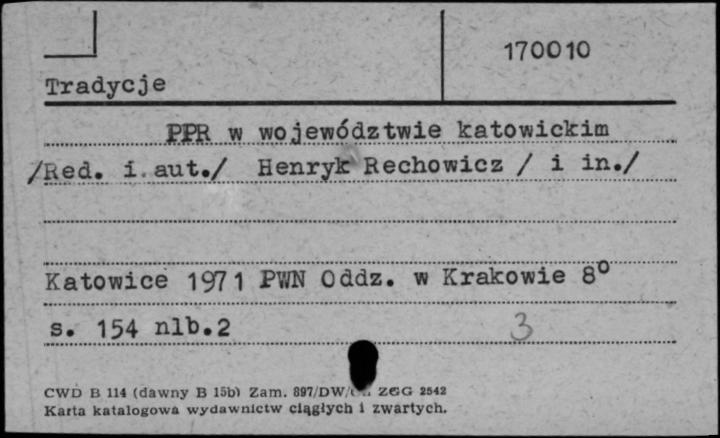 170010
Tradycje
PPR w województwie katowickim
/Red. i aut./ Henryk Rechowicz / i in./
Katowice 1971 PWN Oddz. w Krakowie 8°
s. 154 nlb.2
3
CWD B 114 (dawny B 15b) Zam. 897/DW/ ZGG 2542
Karta katalogowa wydawnictw ciągłych i zwartych.